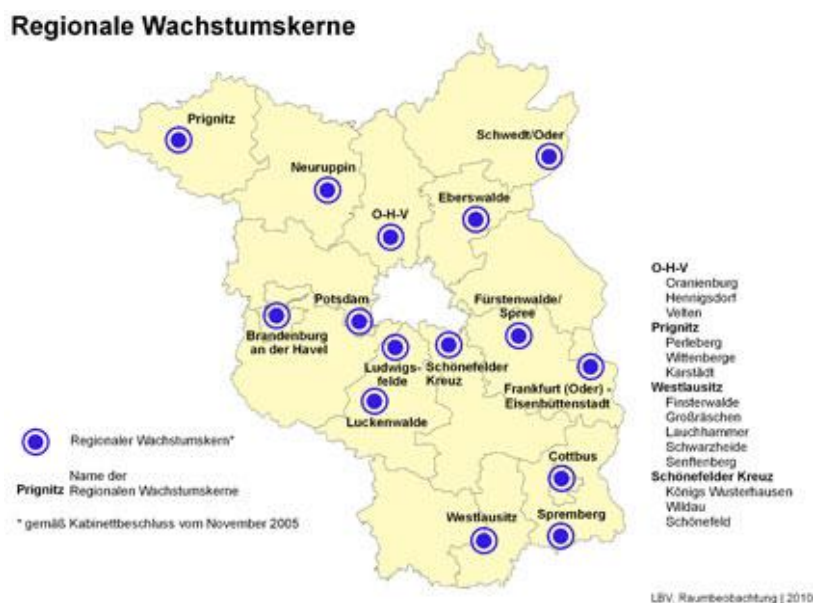 Regionale Wachstumskerne
Prignitz
Schwedt/Oder
Neuruppin
Eberswalde
O-H-V
Potsdam
Fürstenwalde/
Spree
Brandenburg
an der Havel
Ludwigs-
felde
Schönefelder
Kreuz
Frankfurt (Oder) -
Eisenbüttenstadt
Luckenwalde
Cottbus
Westlausitz
Spremberg
Regionaler Wachstumskern*
Name der
Prignitz Regionalen Wachstumskerne
* gemäß Kabinettbeschluss vom November 2005
O-H-V
Oranienburg
Hennigsdorf
Velten
Prignitz
Perleberg
Wittenberge
Karstädt
Westlausitz
Finsterwalde
Großräschen
Lauchhammer
Schwarzheide
Senftenberg
Schönefelder Kreuz
Königs Wusterhausen
Wildau
Schönefeld
LBV, Raumbeobachtung | 2010